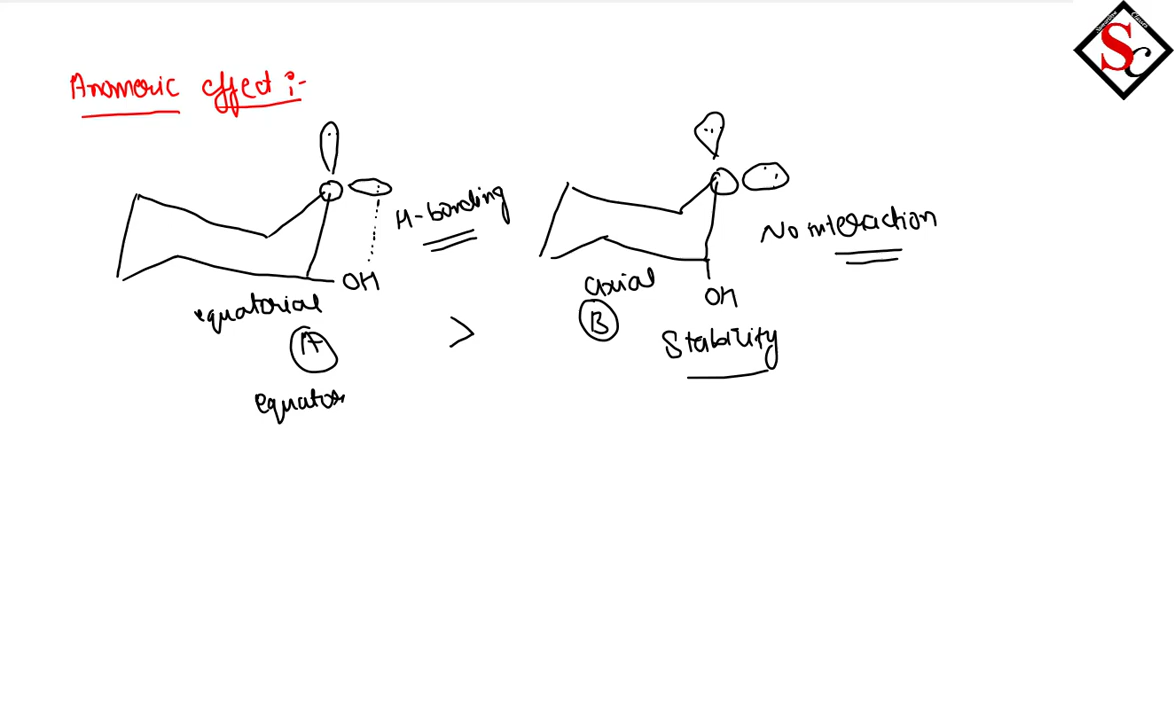 Anomeric effect :-
H-bonding
No interaction
OH
equatorial
A
>
axial
OH
B
Stability
equator
SC